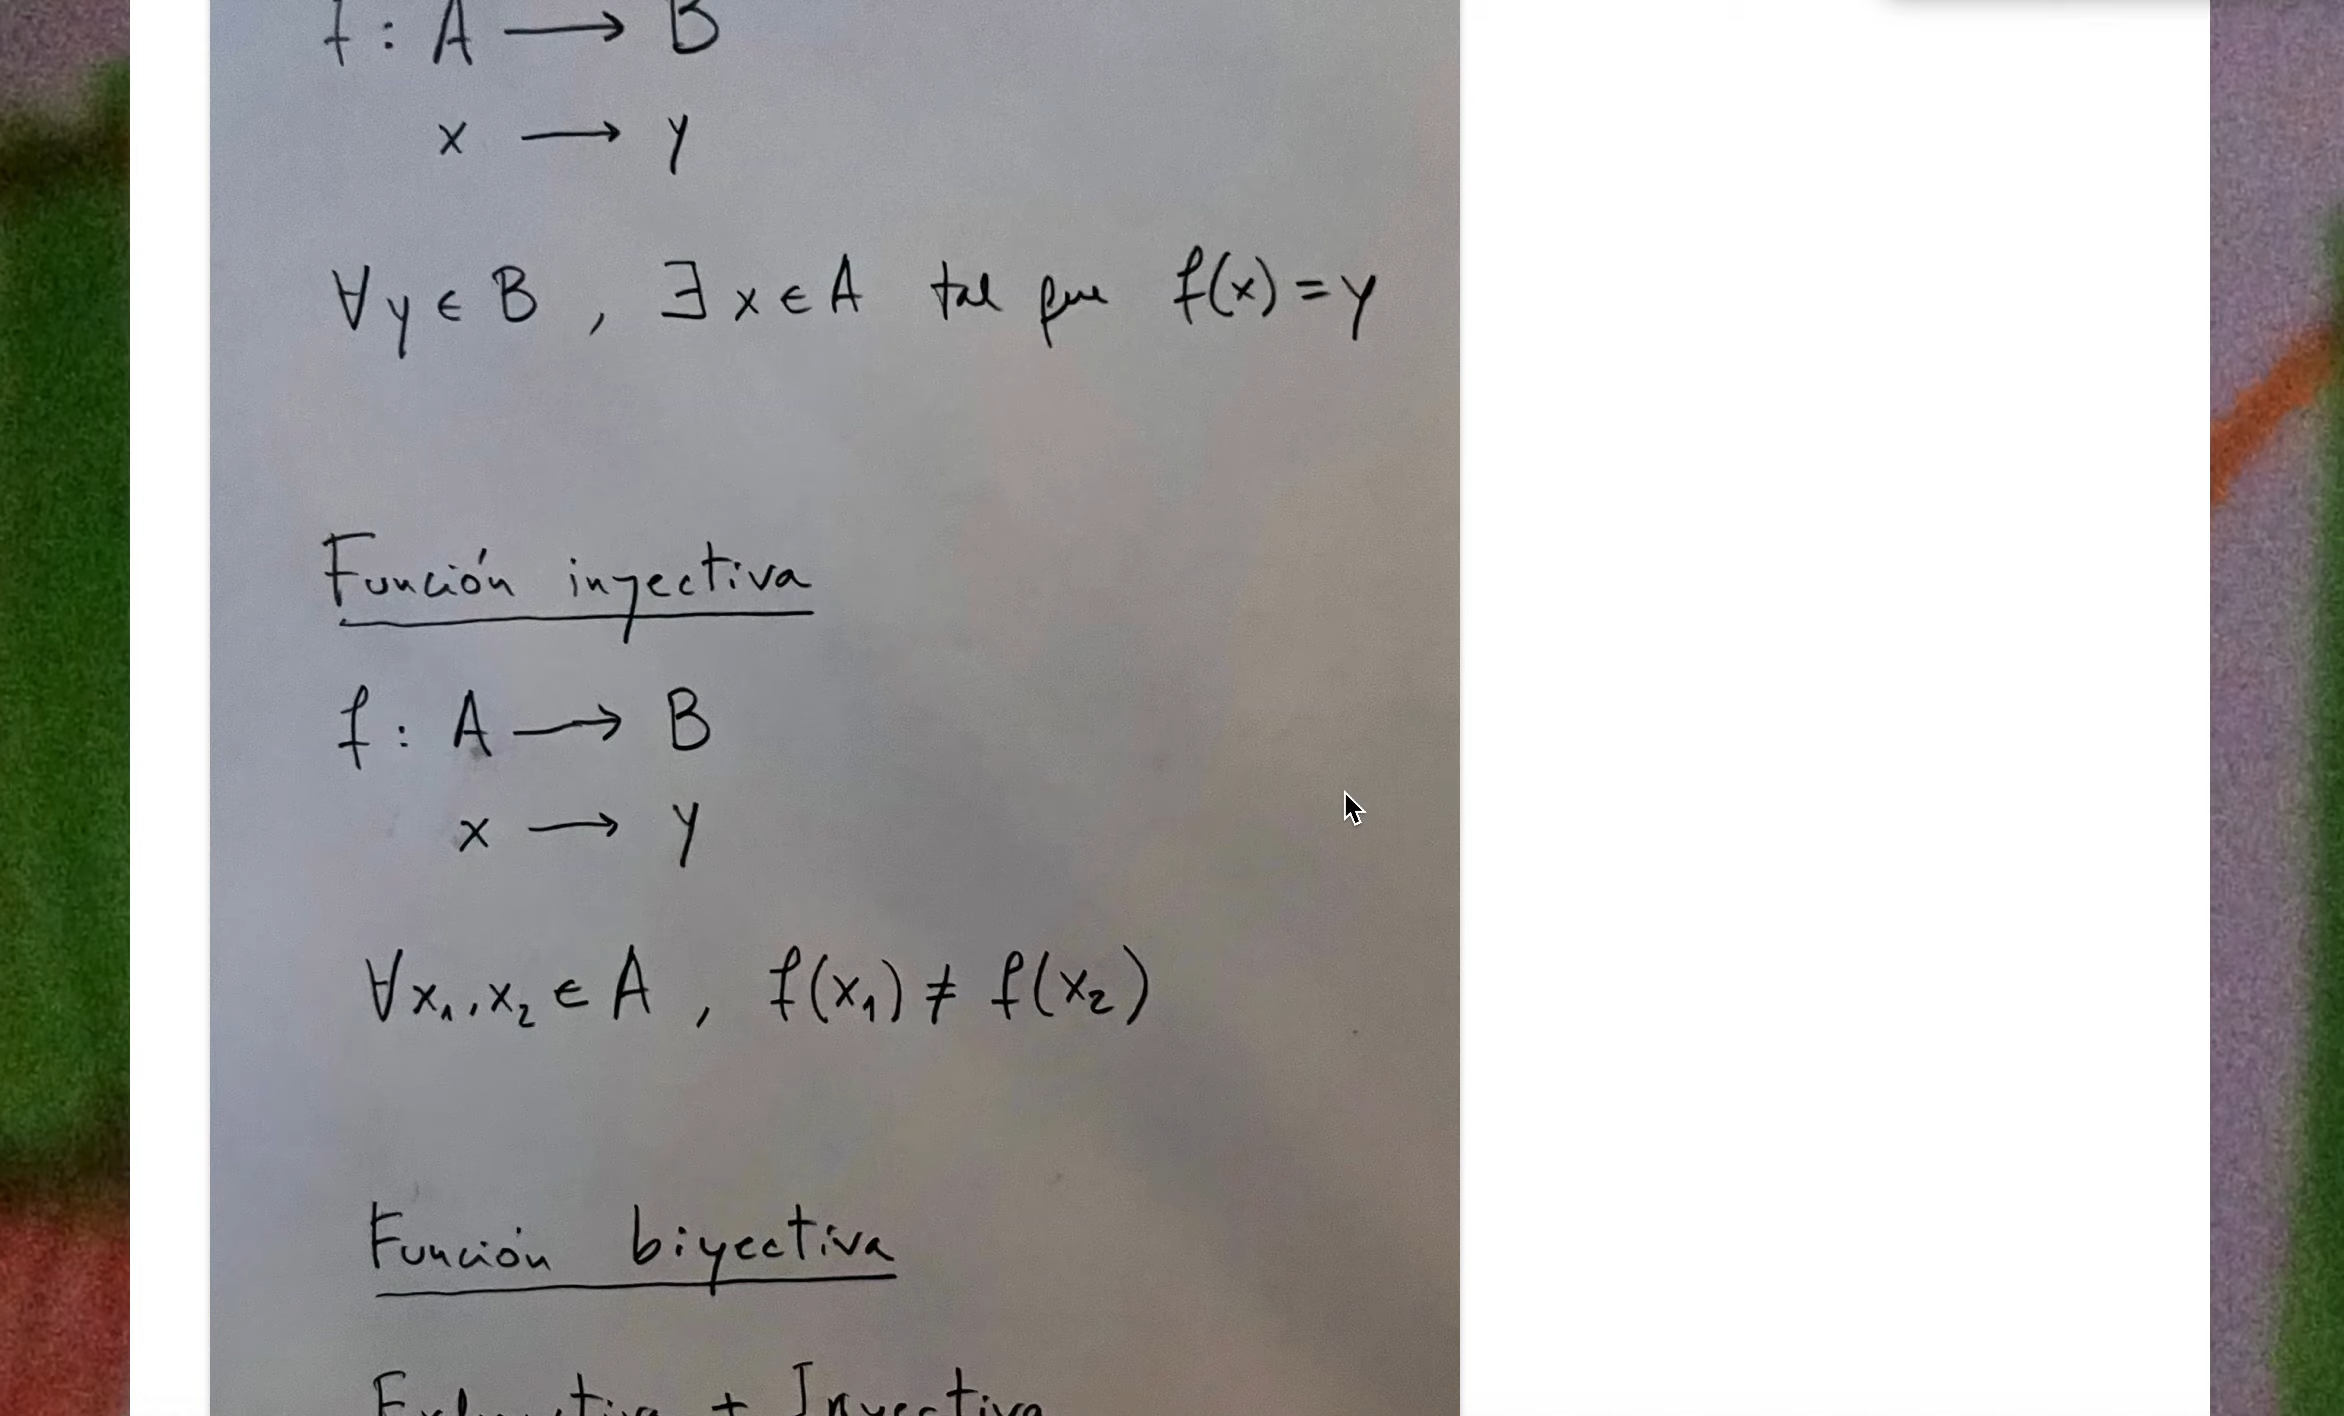 f : A ⟶ B
x ⟶ y
∀y ∈ B , ∃ x ∈ A tal que f(x) = y
Función inyectiva
f : A ⟶ B
x ⟶ y
∀x₁, x₂ ∈ A , f(x₁) ≠ f(x₂)
Función biyectiva
+ Inyectiva